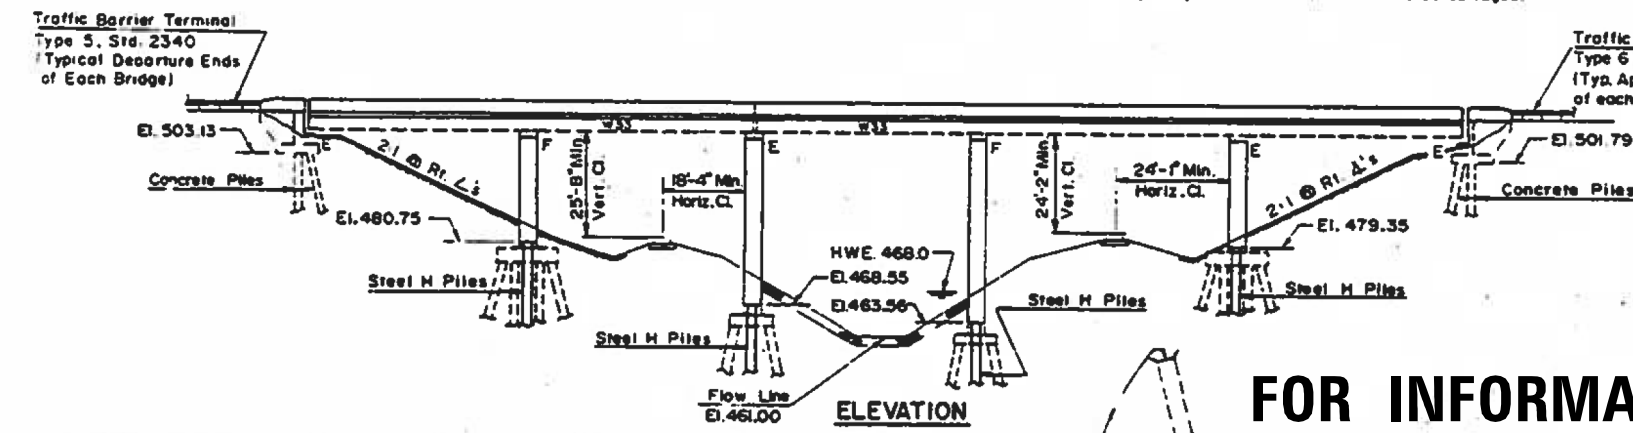 Traffic Barrier Terminal
Type 5, Std. 2340
(Typical Departure Ends
of Each Bridge)
Traffic
Type 6
(Typ. Ap
of each
El. 503.13
E
2:1 @ Rt. ∠'s
Concrete Piles
El. 480.75
Steel H Piles
F
W33
25'-8" Min.
Vert. Cl.
18'-4" Min.
Horiz. Cl.
E
W33
HWE. 468.0
El. 468.55
El. 463.56
Steel H Piles
Flow Line
El. 461.00
F
24'-2" Min.
Vert. Cl.
24'-1" Min.
Horiz. Cl.
E
2:1 @ Rt. ∠'s
E
El. 501.79
Concrete Piles
El. 479.35
Steel H Piles
Steel H Piles
ELEVATION
FOR INFORMA